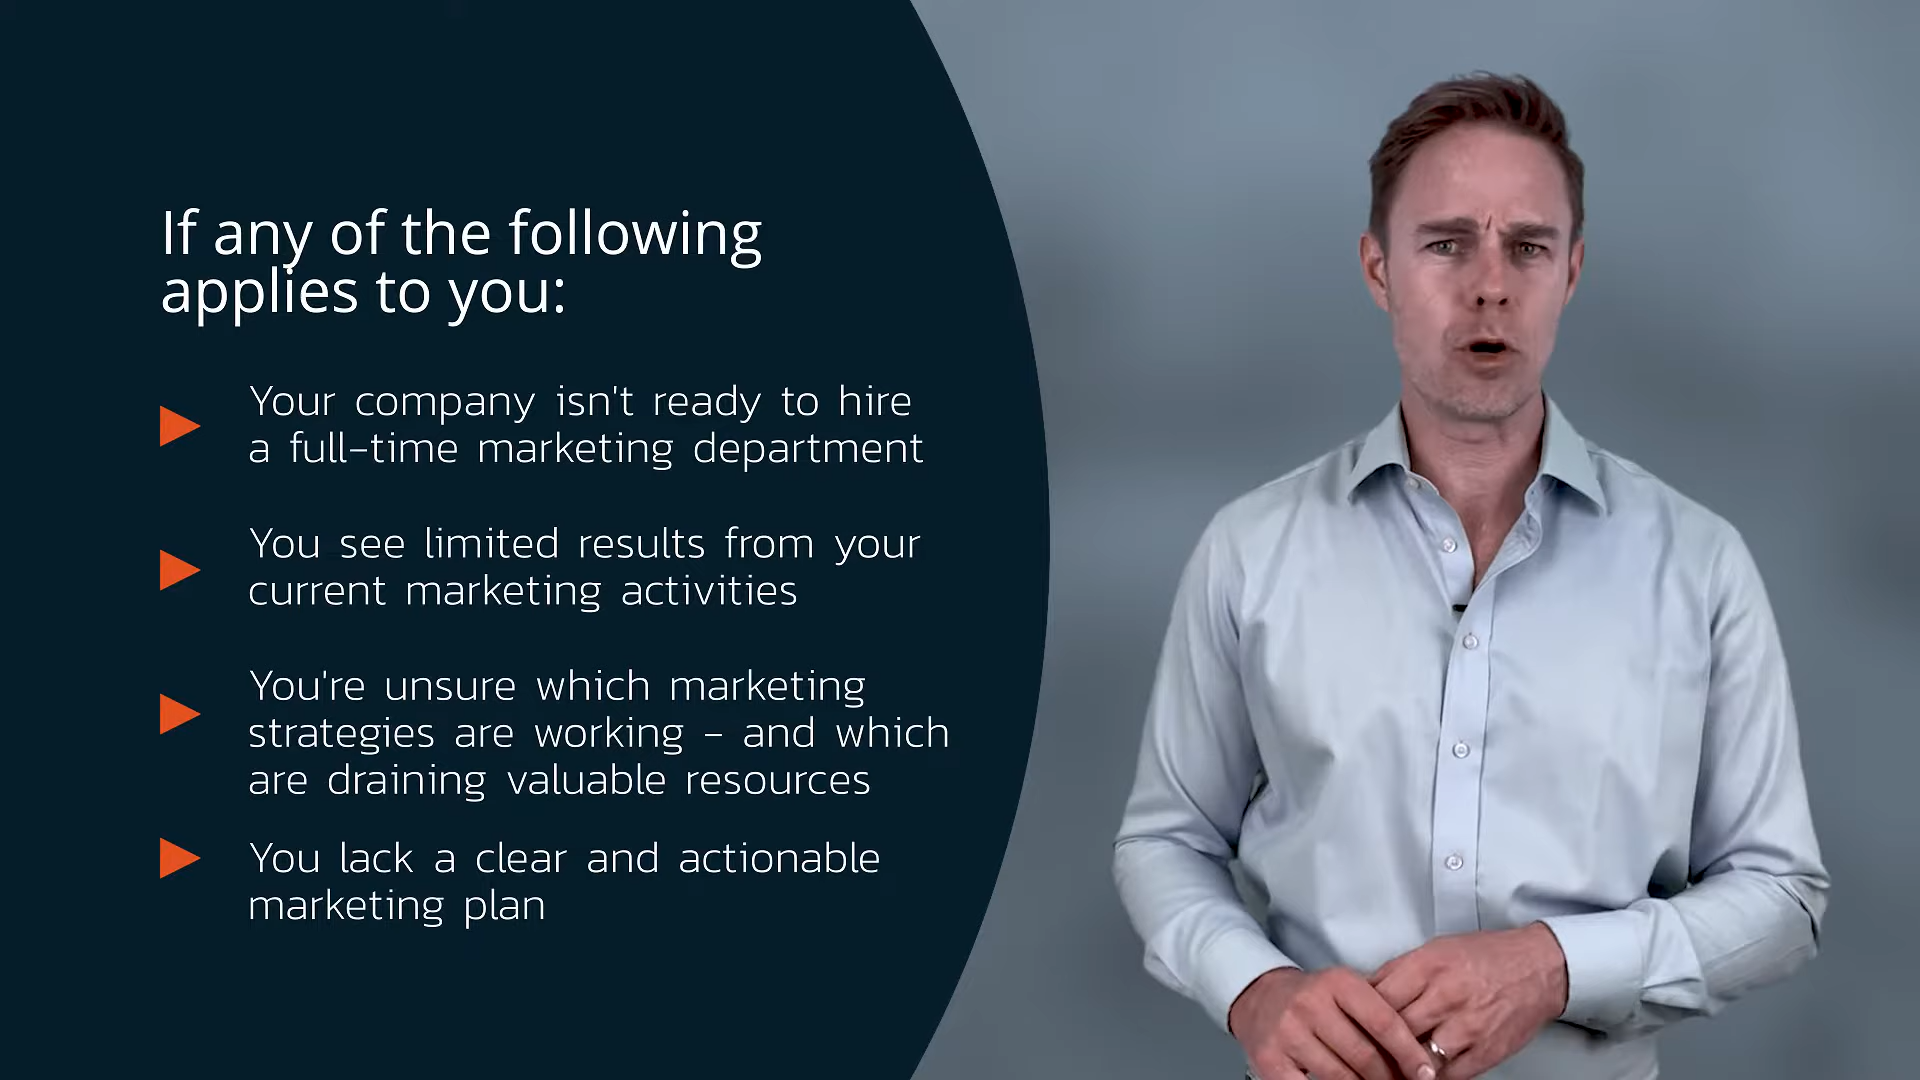 If any of the following
applies to you:
Your company isn't ready to hire
a full-time marketing department
You see limited results from your
current marketing activities
You're unsure which marketing
strategies are working - and which
are draining valuable resources
You lack a clear and actionable
marketing plan